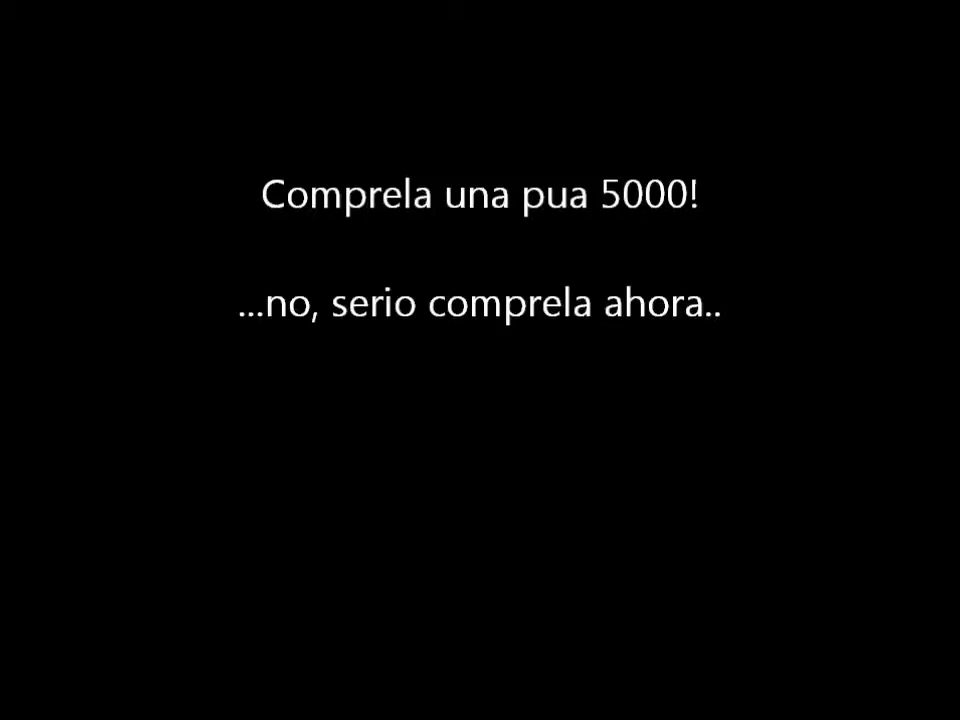 Comprela una pua 5000!
...no, serio comprela ahora..